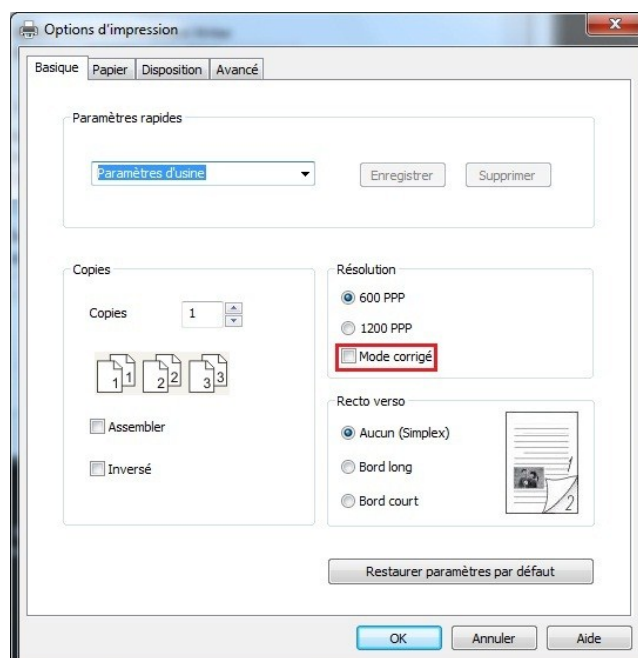 Options d'impression
Basique Papier Disposition Avancé
Paramètres rapides
Paramètres d'usine Enregistrer Supprimer
Copies
Copies 1
1 1 2 2 3 3
Assembler
Inversé
Résolution
600 PPP
1200 PPP
Mode corrigé
Recto verso
Aucun (Simplex)
Bord long
Bord court
1
2
Restaurer paramètres par défaut
OK Annuler Aide